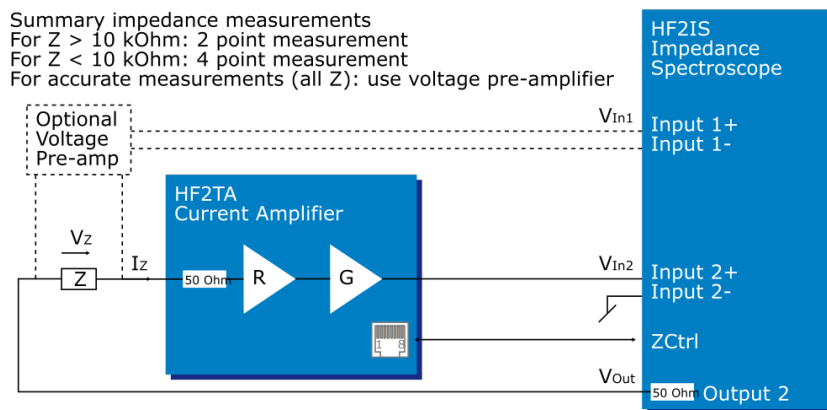 Summary impedance measurements
For Z > 10 kOhm: 2 point measurement
For Z < 10 kOhm: 4 point measurement
For accurate measurements (all Z): use voltage pre-amplifier
HF2IS
Impedance
Spectroscope
Optional
Voltage
Pre-amp
VIn1
Input 1+
Input 1-
HF2TA
Current Amplifier
VZ
Z
IZ
50 Ohm
R
G
VIn2
Input 2+
Input 2-
1 8
ZCtrl
VOut
50 Ohm
Output 2